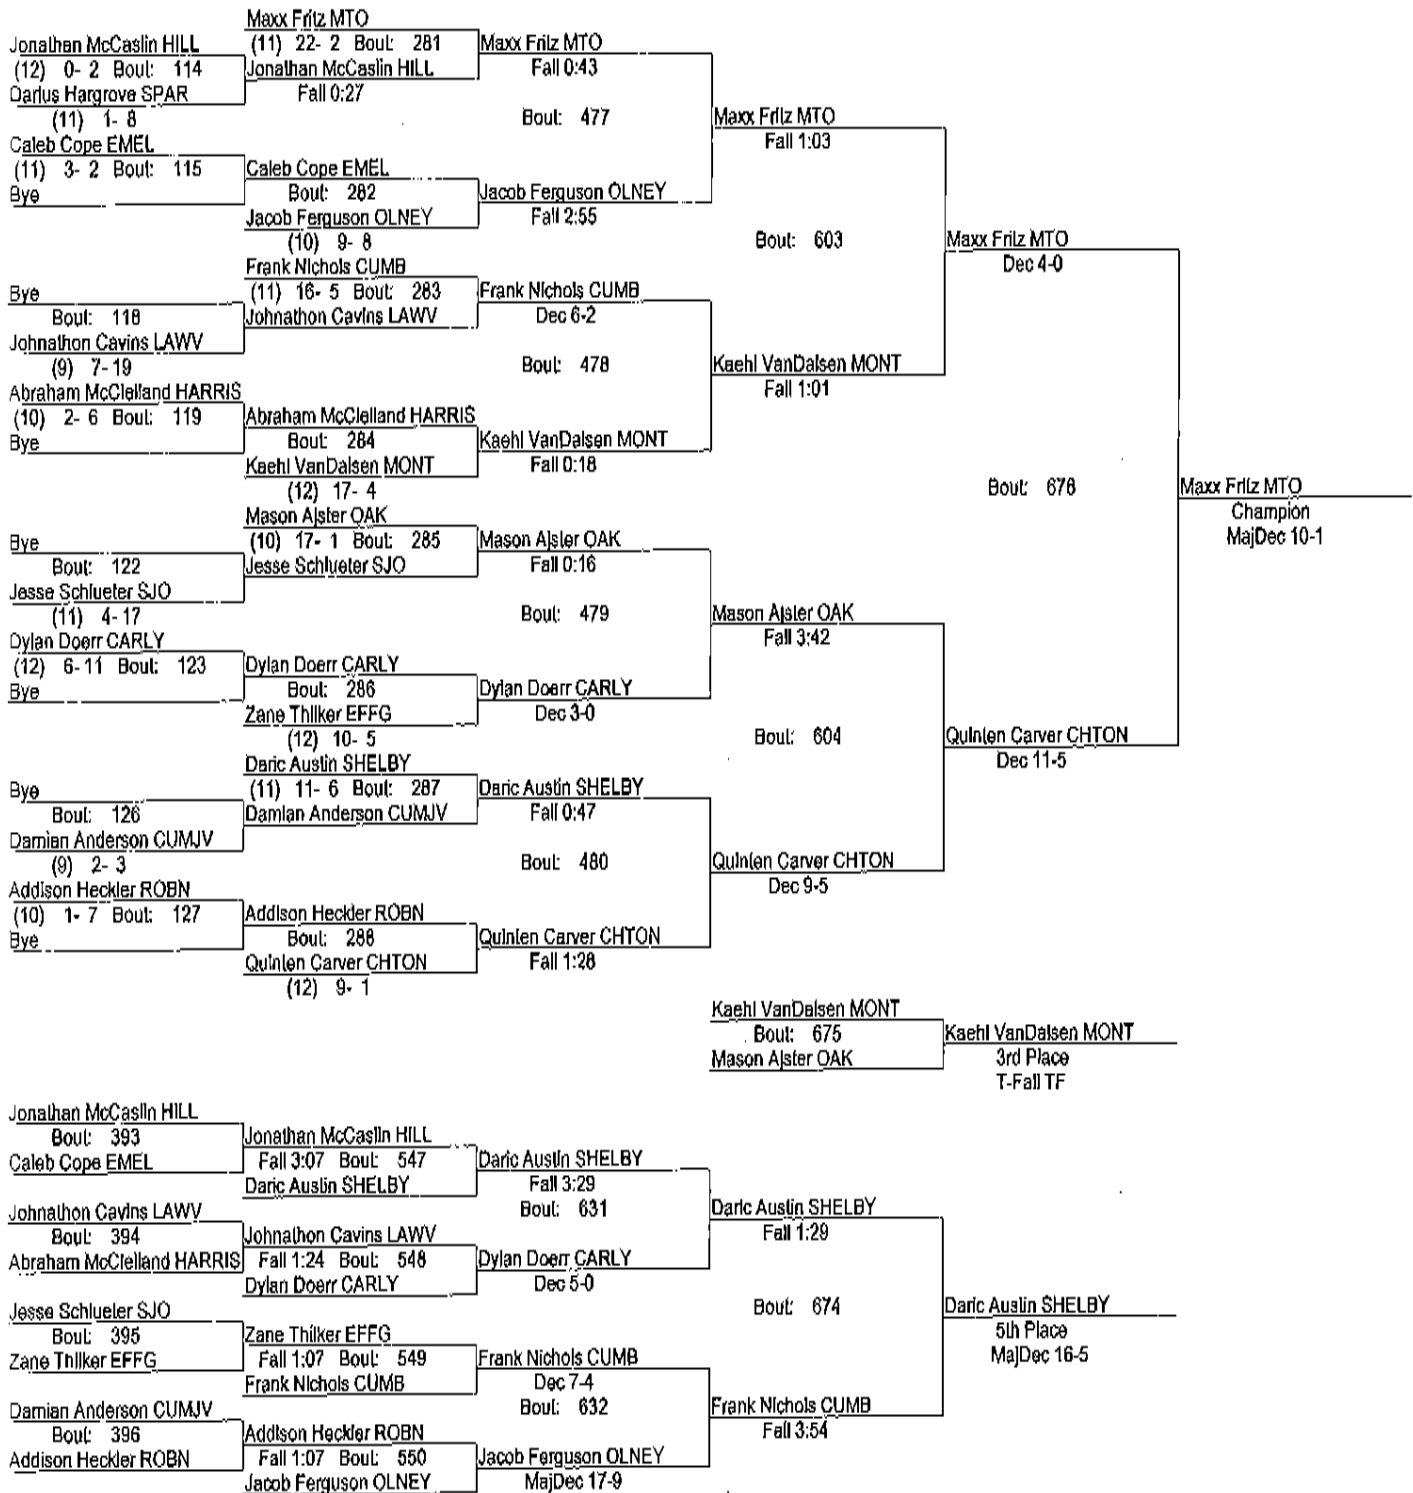 Maxx Fritz MTO
Jonathan McCaslin HILL
(11) 22- 2 Bout: 281
Maxx Fritz MTO
(12) 0- 2 Bout: 114
Jonathan McCaslin HILL
Fall 0:43
Darius Hargrove SPAR
Fall 0:27
(11) 1- 8
Bout: 477
Maxx Fritz MTO
Caleb Cope EMEL
Fall 1:03
(11) 3- 2 Bout: 115
Caleb Cope EMEL
Bye
Bout: 282
Jacob Ferguson OLNEY
Jacob Ferguson OLNEY
Fall 2:55
(10) 9- 8
Bout: 603
Maxx Fritz MTO
Frank Nichols CUMB
Dec 4-0
Bye
(11) 16- 5 Bout: 283
Frank Nichols CUMB
Bout: 118
Johnathon Cavins LAWV
Dec 6-2
Johnathon Cavins LAWV
(9) 7-19
Bout: 478
Kaehl VanDalsen MONT
Abraham McClelland HARRIS
Fall 1:01
(10) 2- 6 Bout: 119
Abraham McClelland HARRIS
Bye
Bout: 284
Kaehl VanDalsen MONT
Kaehl VanDalsen MONT
Fall 0:18
(12) 17- 4
Bout: 676
Maxx Fritz MTO
Champion
MajDec 10-1
Mason Alster OAK
Bye
(10) 17- 1 Bout: 285
Mason Alster OAK
Bout: 122
Jesse Schlueter SJO
Fall 0:16
Jesse Schlueter SJO
(11) 4-17
Bout: 479
Mason Alster OAK
Dylan Doerr CARLY
Fall 3:42
(12) 6-11 Bout: 123
Dylan Doerr CARLY
Bye
Bout: 286
Dylan Doerr CARLY
Zane Thilker EFFG
Dec 3-0
(12) 10- 5
Bout: 604
Quinten Carver CHTON
Dec 11-5
Daric Austin SHELBY
Bye
(11) 11- 6 Bout: 287
Daric Austin SHELBY
Bout: 126
Damian Anderson CUMJV
Fall 0:47
Damian Anderson CUMJV
(9) 2- 3
Bout: 480
Quinten Carver CHTON
Addison Heckler ROBN
Dec 9-5
(10) 1- 7 Bout: 127
Addison Heckler ROBN
Bye
Bout: 288
Quinten Carver CHTON
Quinten Carver CHTON
Fall 1:28
(12) 9- 1
Kaehl VanDalsen MONT
Bout: 675
Kaehl VanDalsen MONT
Mason Alster OAK
3rd Place
T-Fall TF
Jonathan McCaslin HILL
Bout: 393
Jonathan McCaslin HILL
Caleb Cope EMEL
Fall 3:07 Bout: 547
Daric Austin SHELBY
Daric Austin SHELBY
Fall 3:29
Bout: 631
Daric Austin SHELBY
Fall 1:29
Johnathon Cavins LAWV
Bout: 394
Johnathon Cavins LAWV
Abraham McClelland HARRIS
Fall 1:24 Bout: 548
Dylan Doerr CARLY
Dylan Doerr CARLY
Dec 5-0
Bout: 674
Daric Austin SHELBY
5th Place
MajDec 16-5
Jesse Schlueter SJO
Bout: 395
Zane Thilker EFFG
Zane Thilker EFFG
Fall 1:07 Bout: 549
Frank Nichols CUMB
Frank Nichols CUMB
Dec 7-4
Bout: 632
Frank Nichols CUMB
Fall 3:54
Damian Anderson CUMJV
Bout: 396
Addison Heckler ROBN
Addison Heckler ROBN
Fall 1:07 Bout: 550
Jacob Ferguson OLNEY
Jacob Ferguson OLNEY
MajDec 17-9